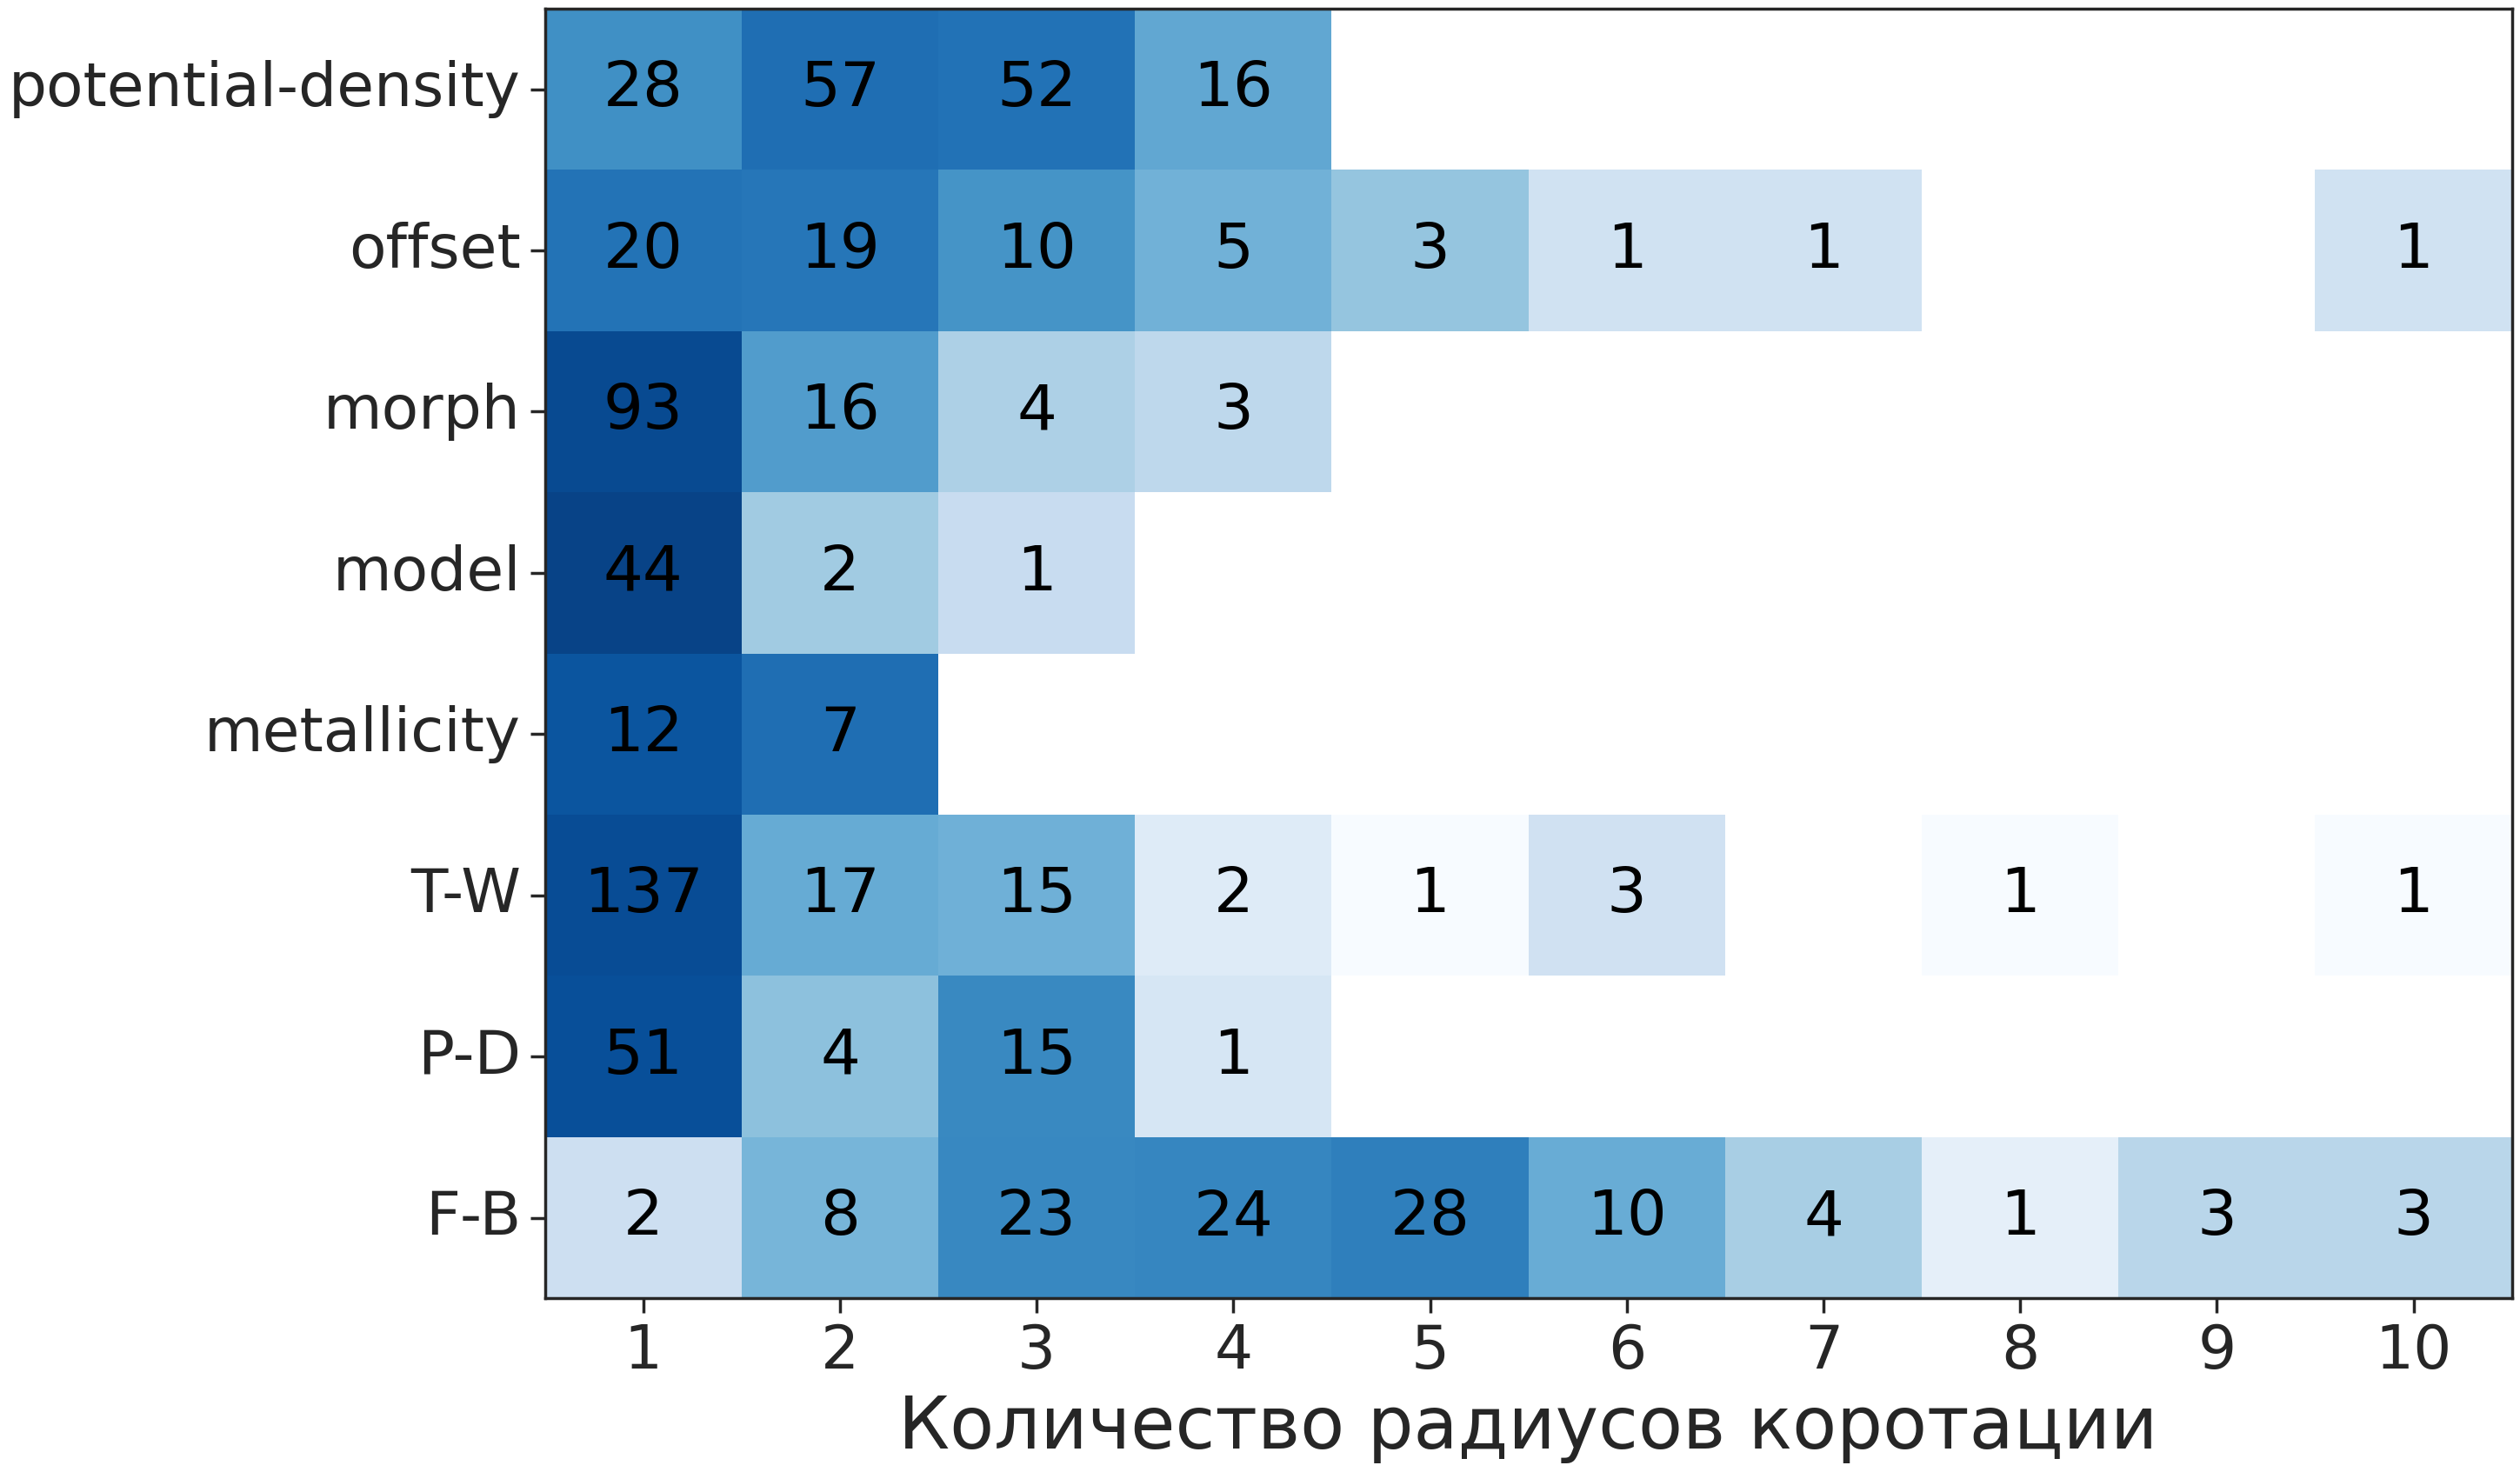 potential-density 28 57 52 16
offset 20 19 10 5 3 1 1 1
morph 93 16 4 3
model 44 2 1
metallicity 12 7
T-W 137 17 15 2 1 3 1 1
P-D 51 4 15 1
F-B 2 8 23 24 28 10 4 1 3 3
1 2 3 4 5 6 7 8 9 10
Количество радиусов коротации